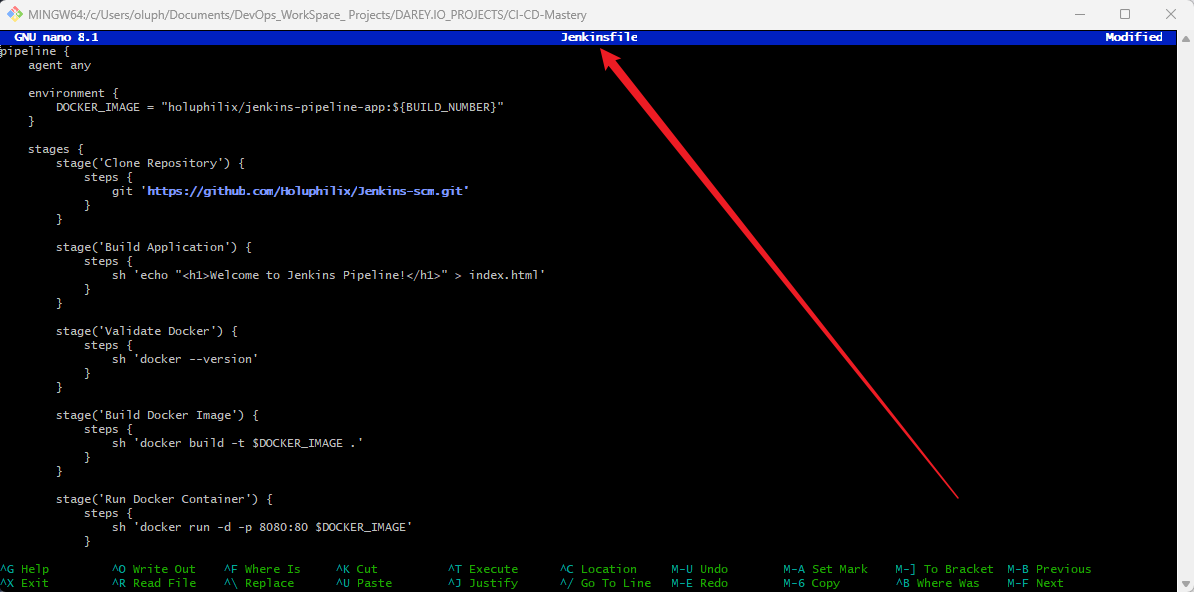 MINGW64:/c/Users/oluph/Documents/DevOps_WorkSpace_ Projects/DAREY.IO_PROJECTS/CI-CD-Mastery
GNU nano 8.1 Jenkinsfile Modified
pipeline {
    agent any

    environment {
        DOCKER_IMAGE = "holuphilix/jenkins-pipeline-app:${BUILD_NUMBER}"
    }

    stages {
        stage('Clone Repository') {
            steps {
                git 'https://github.com/Holuphilix/Jenkins-scm.git'
            }
        }

        stage('Build Application') {
            steps {
                sh 'echo "<h1>Welcome to Jenkins Pipeline!</h1>" > index.html'
            }
        }

        stage('Validate Docker') {
            steps {
                sh 'docker --version'
            }
        }

        stage('Build Docker Image') {
            steps {
                sh 'docker build -t $DOCKER_IMAGE .'
            }
        }

        stage('Run Docker Container') {
            steps {
                sh 'docker run -d -p 8080:80 $DOCKER_IMAGE'
            }

^G Help ^O Write Out ^F Where Is ^K Cut ^T Execute ^C Location M-U Undo M-A Set Mark M-] To Bracket M-B Previous
^X Exit ^R Read File ^\ Replace ^U Paste ^J Justify ^/ Go To Line M-E Redo M-6 Copy ^B Where Was M-F Next